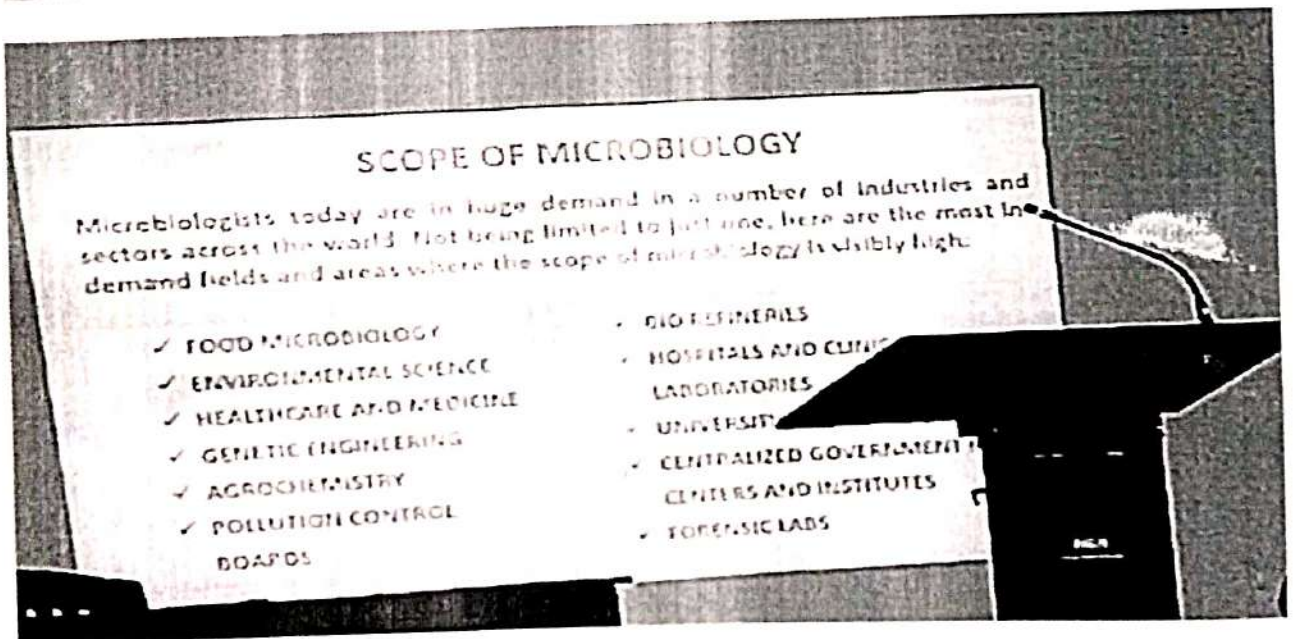 SCOPE OF MICROBIOLOGY
Microbiologists today are in huge demand in a number of industries and
sectors across the world. Not being limited to just one, here are the most in-
demand fields and areas where the scope of microbiology is visibly high:
✓ FOOD MICROBIOLOGY
✓ ENVIRONMENTAL SCIENCE
✓ HEALTHCARE AND MEDICINE
✓ GENETIC ENGINEERING
✓ AGROCHEMISTRY
✓ POLLUTION CONTROL
BOARDS
✓ BIO REFINERIES
✓ HOSPITALS AND CLINIC
LABORATORIES
✓ UNIVERSIT
✓ CENTRALIZED GOVERNMENT
CENTERS AND INSTITUTES
✓ FORENSIC LABS